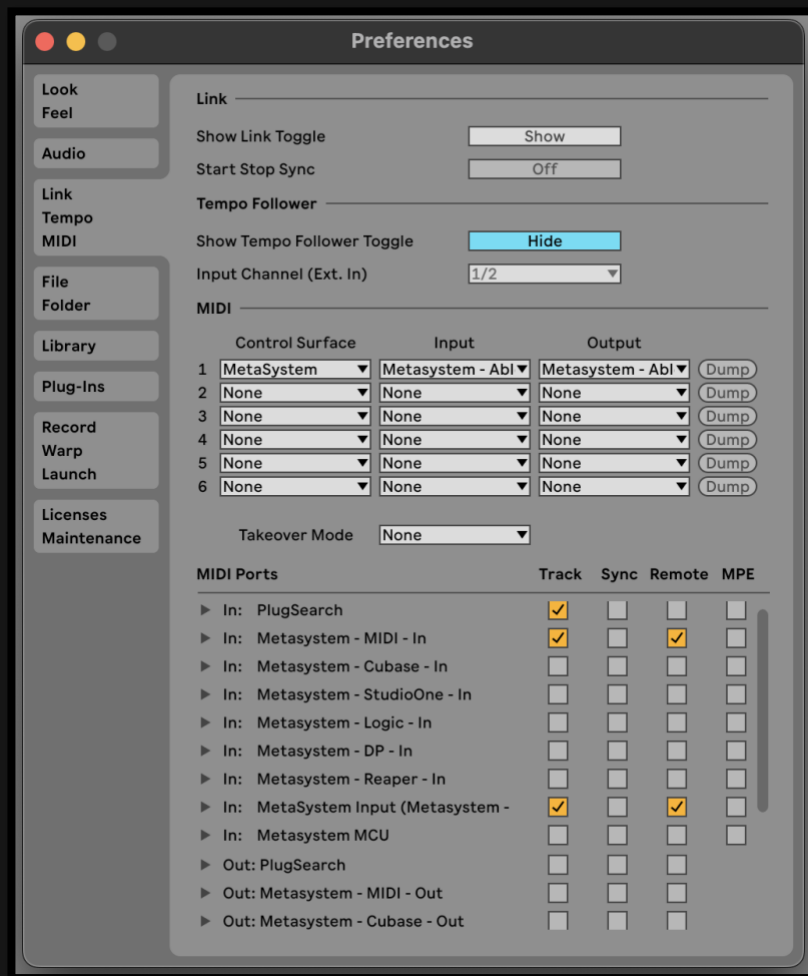 Preferences
Look
Feel
Audio
Link
Tempo
MIDI
File
Folder
Library
Plug-Ins
Record
Warp
Launch
Licenses
Maintenance
Link
Show Link Toggle Show
Start Stop Sync Off
Tempo Follower
Show Tempo Follower Toggle Hide
Input Channel (Ext. In) 1/2
MIDI
Control Surface Input Output
1 MetaSystem Metasystem - Abl Metasystem - Abl Dump
2 None None None Dump
3 None None None Dump
4 None None None Dump
5 None None None Dump
6 None None None Dump
Takeover Mode None
MIDI Ports Track Sync Remote MPE
In: PlugSearch
In: Metasystem - MIDI - In
In: Metasystem - Cubase - In
In: Metasystem - StudioOne - In
In: Metasystem - Logic - In
In: Metasystem - DP - In
In: Metasystem - Reaper - In
In: MetaSystem Input (Metasystem -
In: Metasystem MCU
Out: PlugSearch
Out: Metasystem - MIDI - Out
Out: Metasystem - Cubase - Out